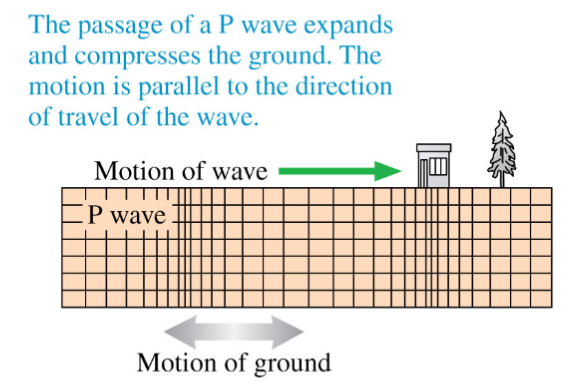 The passage of a P wave expands
and compresses the ground. The
motion is parallel to the direction
of travel of the wave.
Motion of wave
P wave
Motion of ground